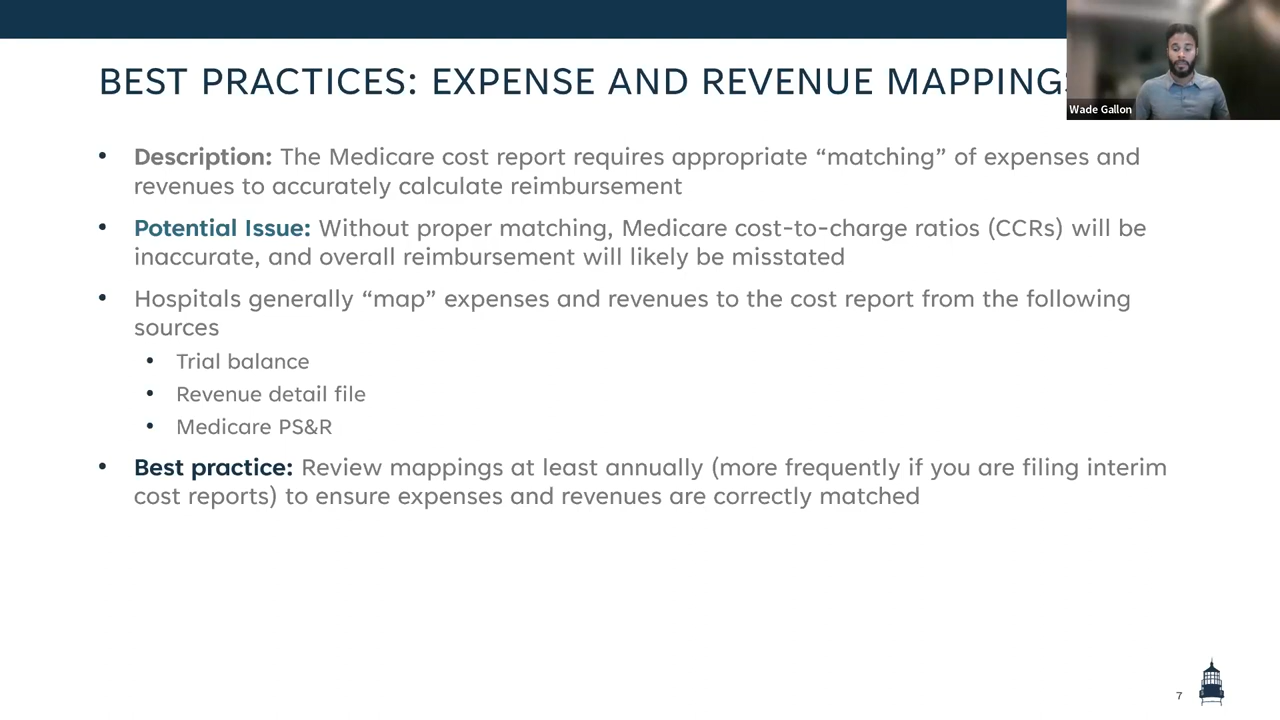 BEST PRACTICES: EXPENSE AND REVENUE MAPPINGS
Wade Gallon
• Description: The Medicare cost report requires appropriate “matching” of expenses and
revenues to accurately calculate reimbursement
• Potential Issue: Without proper matching, Medicare cost-to-charge ratios (CCRs) will be
inaccurate, and overall reimbursement will likely be misstated
• Hospitals generally “map” expenses and revenues to the cost report from the following
sources
• Trial balance
• Revenue detail file
• Medicare PS&R
• Best practice: Review mappings at least annually (more frequently if you are filing interim
cost reports) to ensure expenses and revenues are correctly matched
7